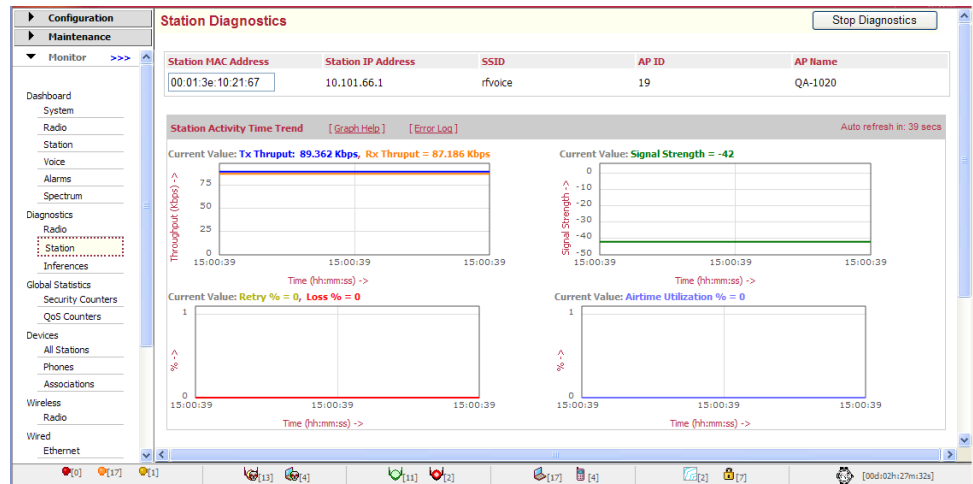 Configuration
Maintenance
Monitor >>>
Dashboard
System
Radio
Station
Voice
Alarms
Spectrum
Diagnostics
Radio
Station
Inferences
Global Statistics
Security Counters
QoS Counters
Devices
All Stations
Phones
Associations
Wireless
Radio
Wired
Ethernet
Station Diagnostics
Stop Diagnostics
Station MAC Address Station IP Address SSID AP ID AP Name
00:01:3e:10:21:67 10.101.66.1 rfvoice 19 QA-1020
Station Activity Time Trend [ Graph Help ] [ Error Log ] Auto refresh in: 39 secs
Current Value: Tx Thruput: 89.362 Kbps, Rx Thruput = 87.186 Kbps
Throughput (Kbps) ->
75
50
25
0
15:00:39 15:00:39 15:00:39
Time (hh:mm:ss) ->
Current Value: Signal Strength = -42
Signal Strength ->
0
-10
-20
-30
-40
-50
15:00:39 15:00:39 15:00:39
Time (hh:mm:ss) ->
Current Value: Retry % = 0, Loss % = 0
% ->
1
0
15:00:39 15:00:39 15:00:39
Time (hh:mm:ss) ->
Current Value: Airtime Utilization % = 0
% ->
1
0
15:00:39 15:00:39 15:00:39
Time (hh:mm:ss) ->
[0] [17] [1] [13] [4] [11] [2] [17] [4] [2] [7] [00d:02h:27m:32s]